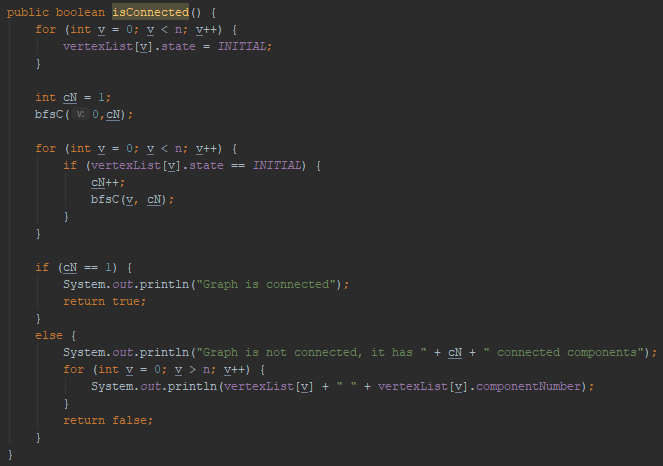 public boolean isConnected() {
    for (int v = 0; v < n; v++) {
        vertexList[v].state = INITIAL;
    }

    int cN = 1;
    bfsC( v: 0,cN);

    for (int v = 0; v < n; v++) {
        if (vertexList[v].state == INITIAL) {
            cN++;
            bfsC(v, cN);
        }
    }

    if (cN == 1) {
        System.out.println("Graph is connected");
        return true;
    }
    else {
        System.out.println("Graph is not connected, it has " + cN + " connected components");
        for (int v = 0; v > n; v++) {
            System.out.println(vertexList[v] + " " + vertexList[v].componentNumber);
        }
        return false;
    }
}